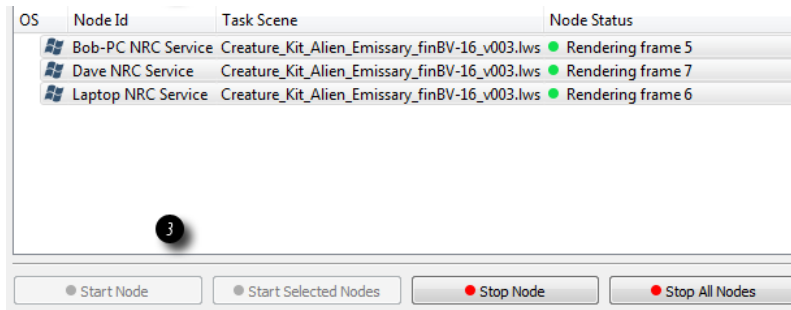 OS Node Id Task Scene Node Status
Bob-PC NRC Service Creature_Kit_Alien_Emissary_finBV-16_v003.lws Rendering frame 5
Dave NRC Service Creature_Kit_Alien_Emissary_finBV-16_v003.lws Rendering frame 7
Laptop NRC Service Creature_Kit_Alien_Emissary_finBV-16_v003.lws Rendering frame 6
3
Start Node Start Selected Nodes Stop Node Stop All Nodes